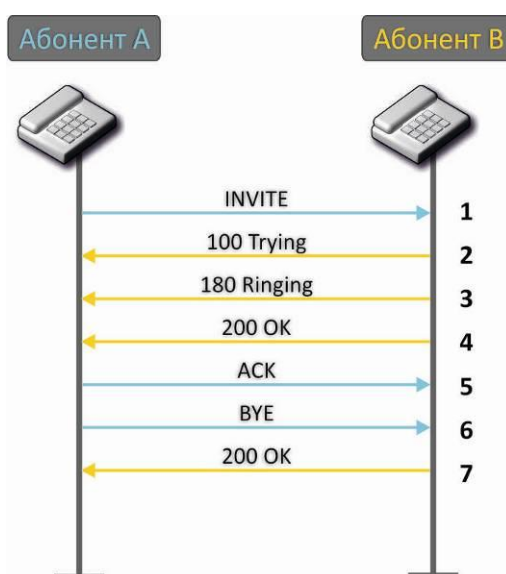 Абонент А
Абонент B
INVITE
1
100 Trying
2
180 Ringing
3
200 OK
4
ACK
5
BYE
6
200 OK
7